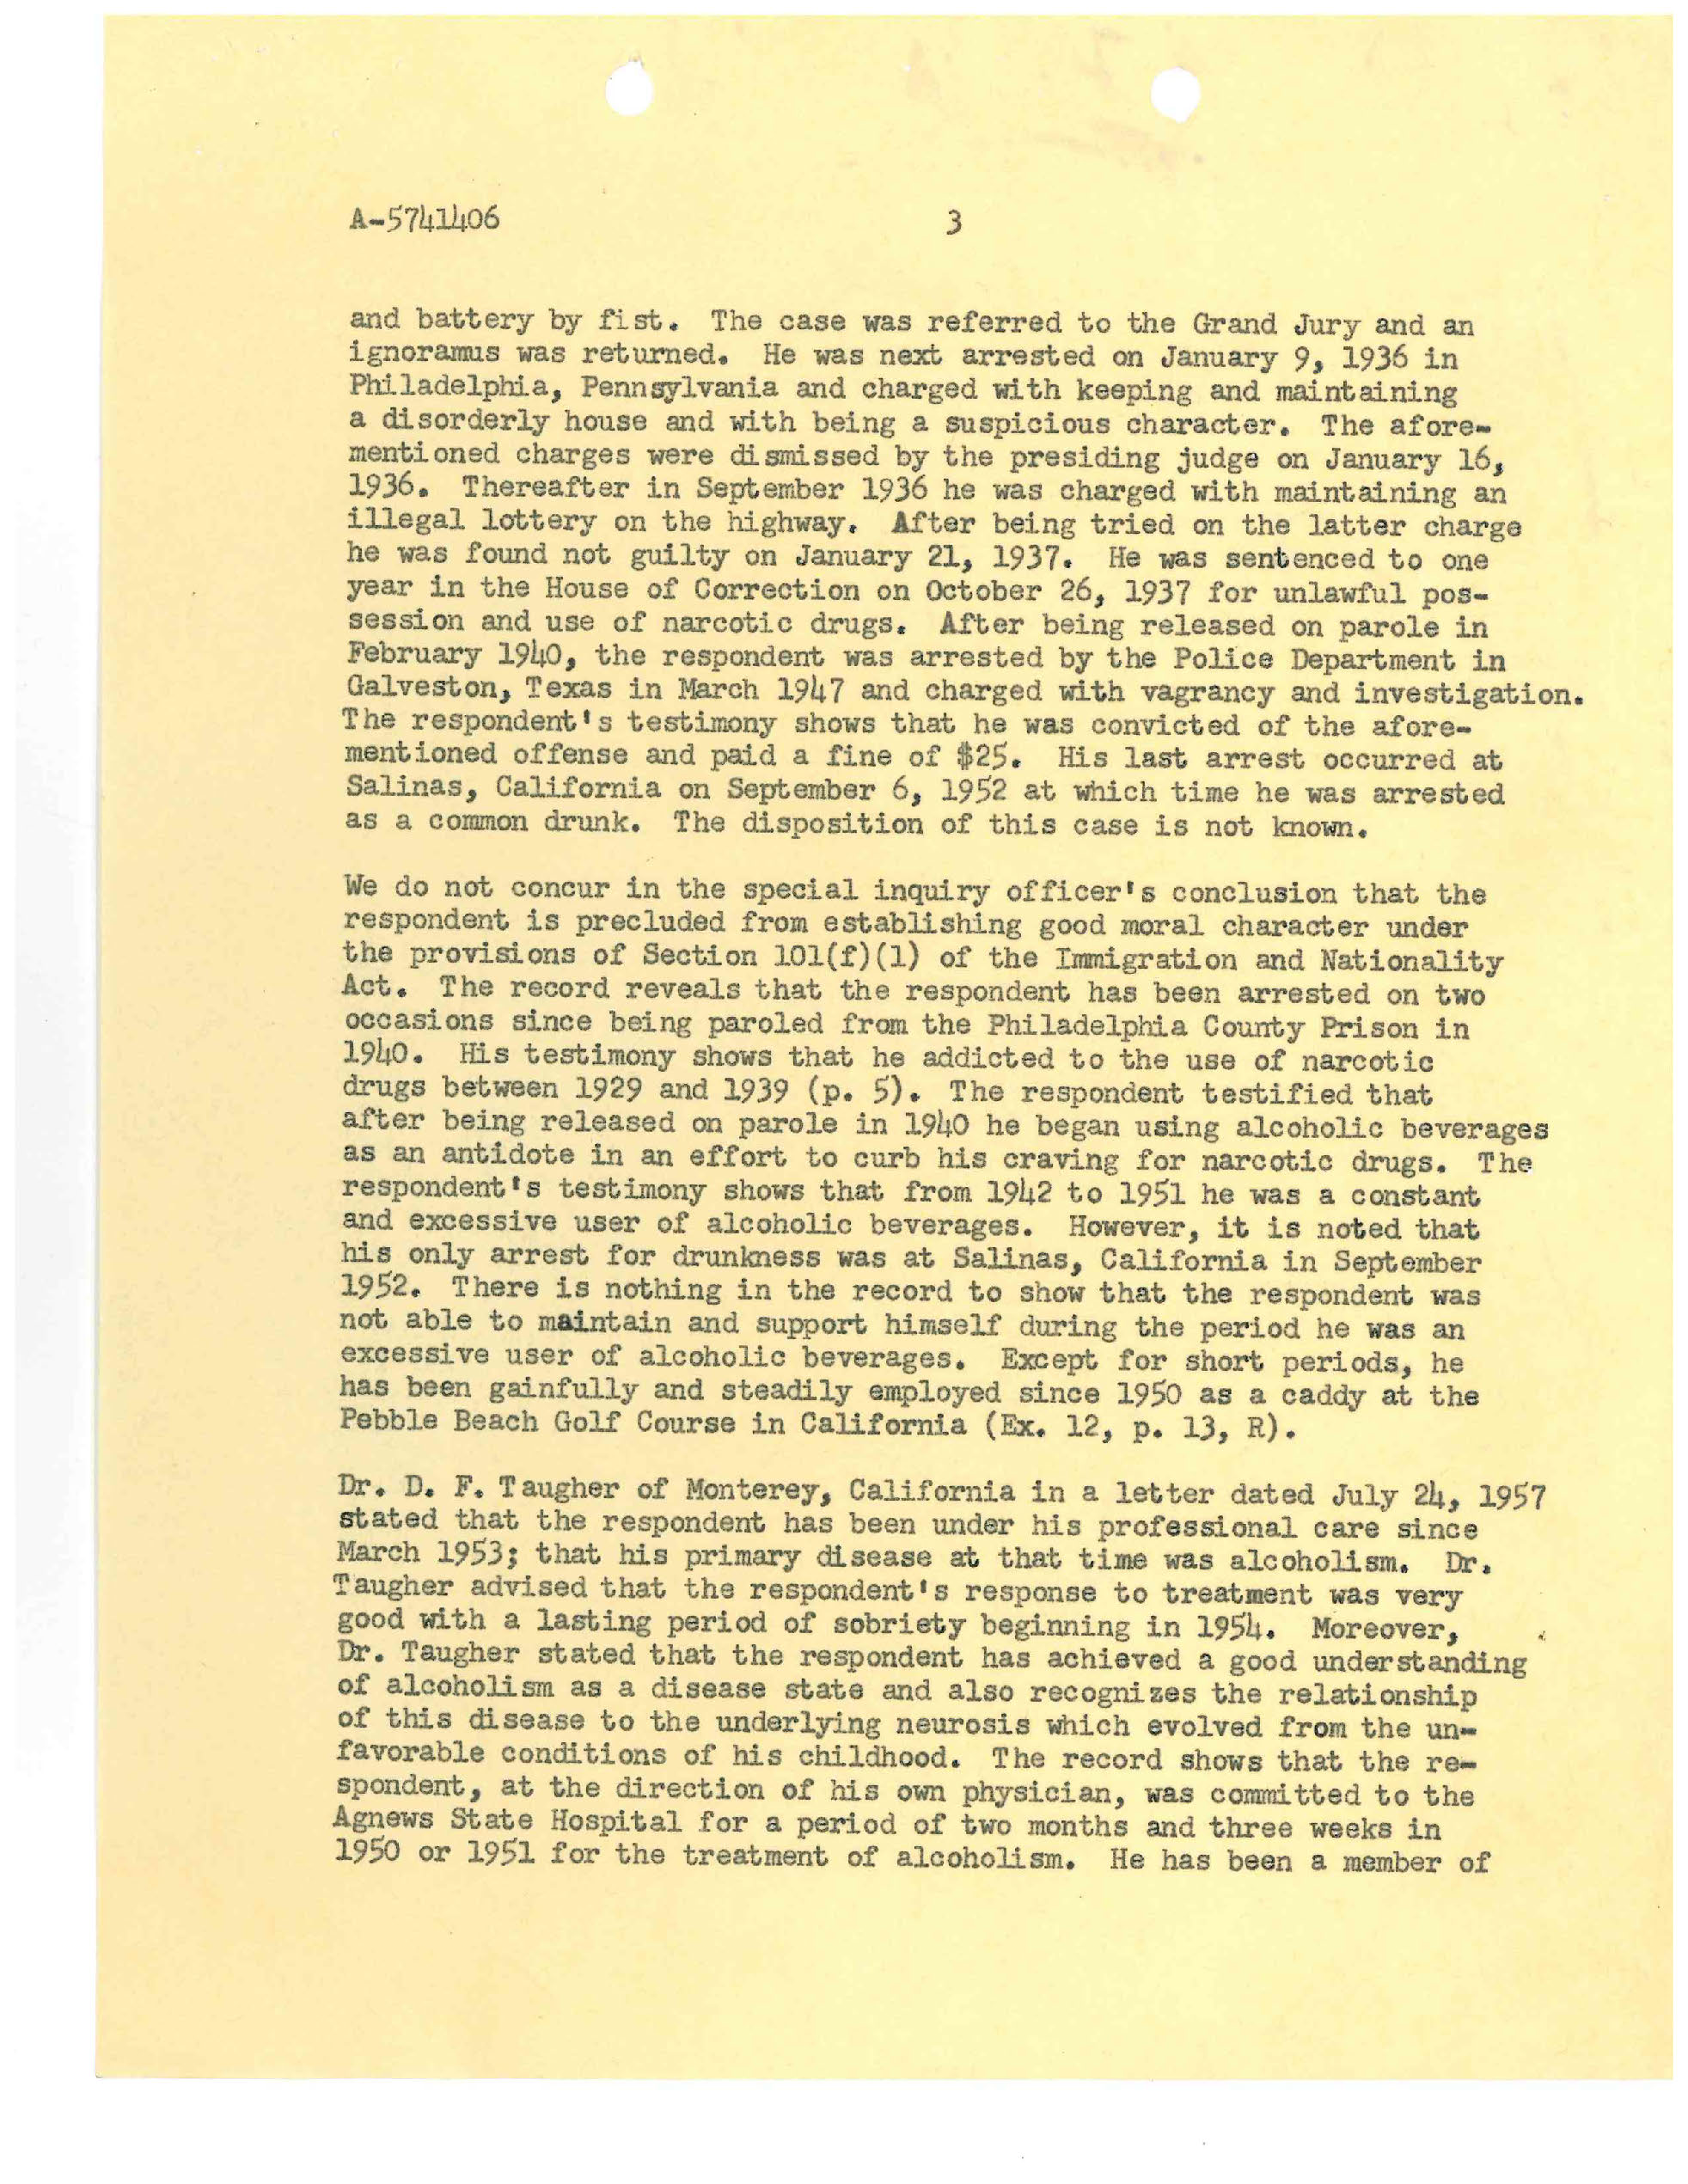 A-5741406
3
and battery by fist. The case was referred to the Grand Jury and an
ignoramus was returned. He was next arrested on January 9, 1936 in
Philadelphia, Pennsylvania and charged with keeping and maintaining
a disorderly house and with being a suspicious character. The afore-
mentioned charges were dismissed by the presiding judge on January 16,
1936. Thereafter in September 1936 he was charged with maintaining an
illegal lottery on the highway. After being tried on the latter charge
he was found not guilty on January 21, 1937. He was sentenced to one
year in the House of Correction on October 26, 1937 for unlawful pos-
session and use of narcotic drugs. After being released on parole in
February 1940, the respondent was arrested by the Police Department in
Galveston, Texas in March 1947 and charged with vagrancy and investigation.
The respondent's testimony shows that he was convicted of the afore-
mentioned offense and paid a fine of $25. His last arrest occurred at
Salinas, California on September 6, 1952 at which time he was arrested
as a common drunk. The disposition of this case is not known.
We do not concur in the special inquiry officer's conclusion that the
respondent is precluded from establishing good moral character under
the provisions of Section 101(f)(1) of the Immigration and Nationality
Act. The record reveals that the respondent has been arrested on two
occasions since being paroled from the Philadelphia County Prison in
1940. His testimony shows that he addicted to the use of narcotic
drugs between 1929 and 1939 (p. 5). The respondent testified that
after being released on parole in 1940 he began using alcoholic beverages
as an antidote in an effort to curb his craving for narcotic drugs. The
respondent's testimony shows that from 1942 to 1951 he was a constant
and excessive user of alcoholic beverages. However, it is noted that
his only arrest for drunkness was at Salinas, California in September
1952. There is nothing in the record to show that the respondent was
not able to maintain and support himself during the period he was an
excessive user of alcoholic beverages. Except for short periods, he
has been gainfully and steadily employed since 1950 as a caddy at the
Pebble Beach Golf Course in California (Ex. 12, p. 13, R).
Dr. D. F. Taugher of Monterey, California in a letter dated July 24, 1957
stated that the respondent has been under his professional care since
March 1953; that his primary disease at that time was alcoholism. Dr.
Taugher advised that the respondent's response to treatment was very
good with a lasting period of sobriety beginning in 1954. Moreover,
Dr. Taugher stated that the respondent has achieved a good understanding
of alcoholism as a disease state and also recognizes the relationship
of this disease to the underlying neurosis which evolved from the un-
favorable conditions of his childhood. The record shows that the re-
spondent, at the direction of his own physician, was committed to the
Agnews State Hospital for a period of two months and three weeks in
1950 or 1951 for the treatment of alcoholism. He has been a member of